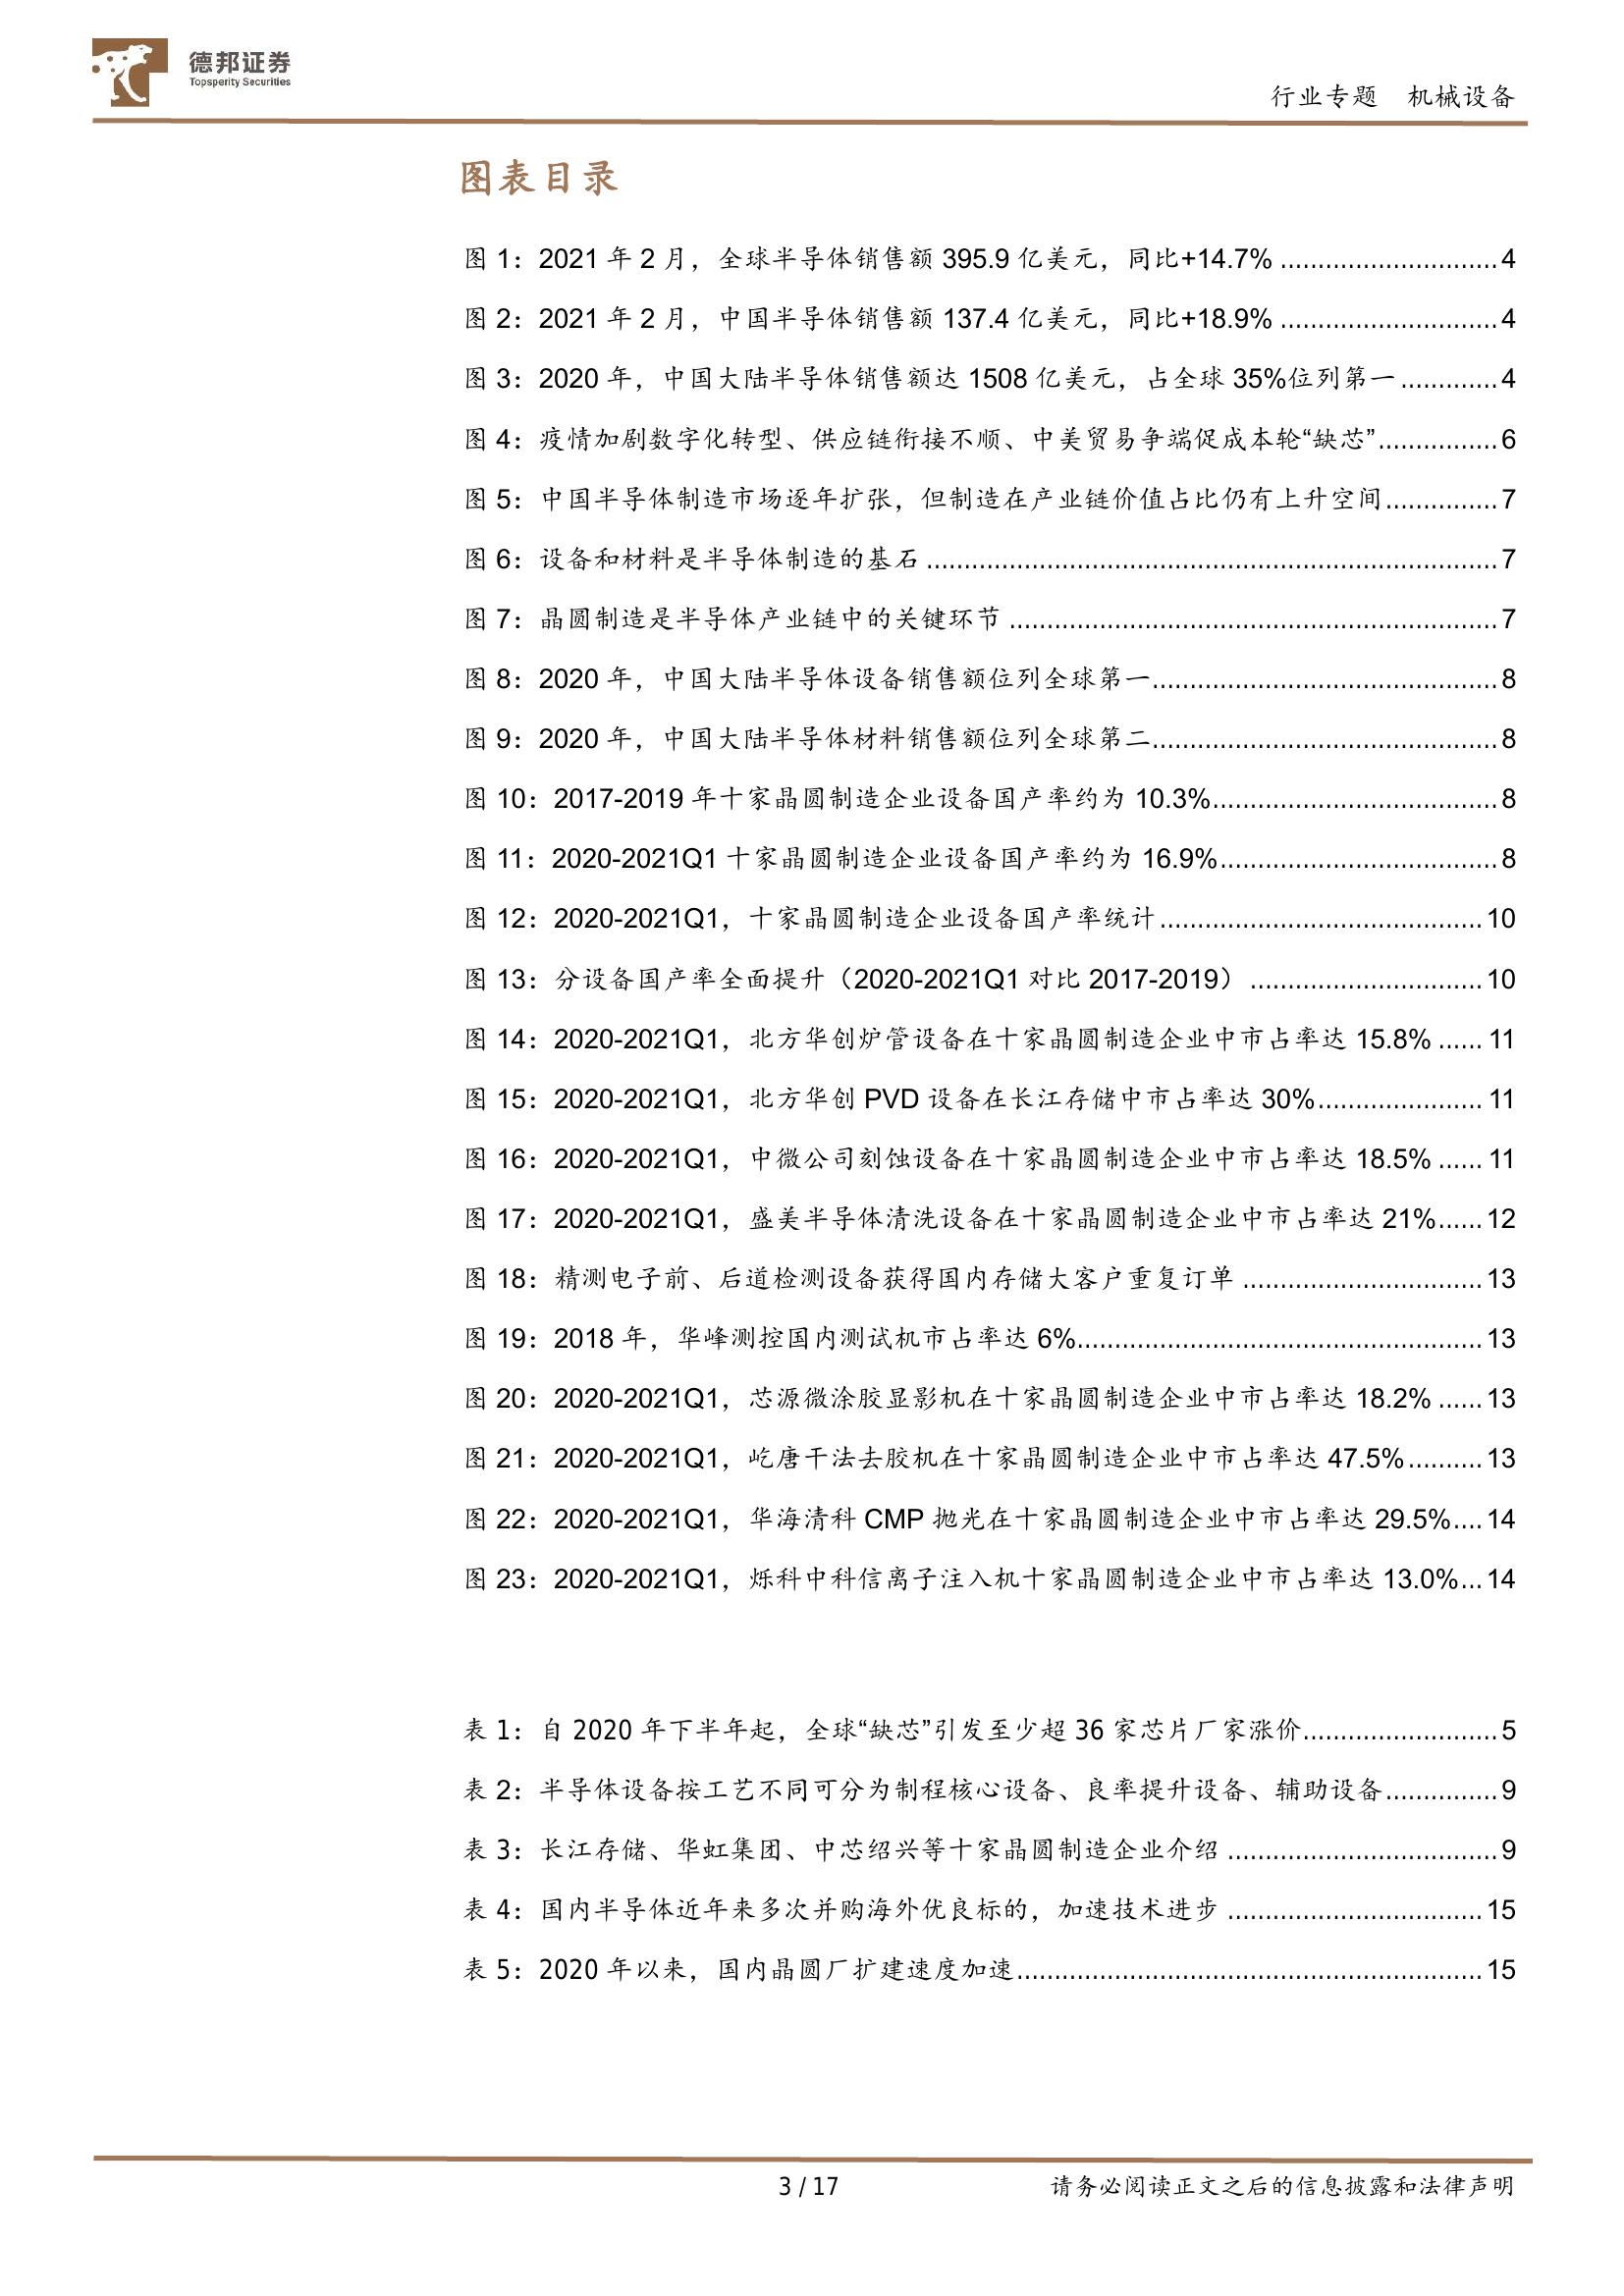 德邦证券
Topsperity Securities
行业专题 机械设备
图表目录
图 1：2021 年 2 月，全球半导体销售额 395.9 亿美元，同比+14.7% ............................. 4
图 2：2021 年 2 月，中国半导体销售额 137.4 亿美元，同比+18.9% ............................. 4
图 3：2020 年，中国大陆半导体销售额达 1508 亿美元，占全球 35%位列第一 ............. 4
图 4：疫情加剧数字化转型、供应链衔接不顺、中美贸易争端促成本轮“缺芯”................ 6
图 5：中国半导体制造市场逐年扩张，但制造在产业链价值占比仍有上升空间............... 7
图 6：设备和材料是半导体制造的基石 ............................................................................ 7
图 7：晶圆制造是半导体产业链中的关键环节 ................................................................. 7
图 8：2020 年，中国大陆半导体设备销售额位列全球第一.............................................. 8
图 9：2020 年，中国大陆半导体材料销售额位列全球第二.............................................. 8
图 10：2017-2019 年十家晶圆制造企业设备国产率约为 10.3%...................................... 8
图 11：2020-2021Q1 十家晶圆制造企业设备国产率约为 16.9%..................................... 8
图 12：2020-2021Q1，十家晶圆制造企业设备国产率统计........................................... 10
图 13：分设备国产率全面提升（2020-2021Q1 对比 2017-2019） ............................... 10
图 14：2020-2021Q1，北方华创炉管设备在十家晶圆制造企业中市占率达 15.8% ...... 11
图 15：2020-2021Q1，北方华创 PVD 设备在长江存储中市占率达 30%...................... 11
图 16：2020-2021Q1，中微公司刻蚀设备在十家晶圆制造企业中市占率达 18.5% ...... 11
图 17：2020-2021Q1，盛美半导体清洗设备在十家晶圆制造企业中市占率达 21%...... 12
图 18：精测电子前、后道检测设备获得国内存储大客户重复订单 ................................ 13
图 19：2018 年，华峰测控国内测试机市占率达 6%...................................................... 13
图 20：2020-2021Q1，芯源微涂胶显影机在十家晶圆制造企业中市占率达 18.2% ...... 13
图 21：2020-2021Q1，屹唐干法去胶机在十家晶圆制造企业中市占率达 47.5%.......... 13
图 22：2020-2021Q1，华海清科 CMP 抛光在十家晶圆制造企业中市占率达 29.5%.... 14
图 23：2020-2021Q1，烁科中科信离子注入机十家晶圆制造企业中市占率达 13.0%... 14
表 1：自 2020 年下半年起，全球“缺芯”引发至少超 36 家芯片厂家涨价.......................... 5
表 2：半导体设备按工艺不同可分为制程核心设备、良率提升设备、辅助设备............... 9
表 3：长江存储、华虹集团、中芯绍兴等十家晶圆制造企业介绍 .................................... 9
表 4：国内半导体近年来多次并购海外优良标的，加速技术进步 .................................. 15
表 5：2020 年以来，国内晶圆厂扩建速度加速.............................................................. 15
3 / 17
请务必阅读正文之后的信息披露和法律声明